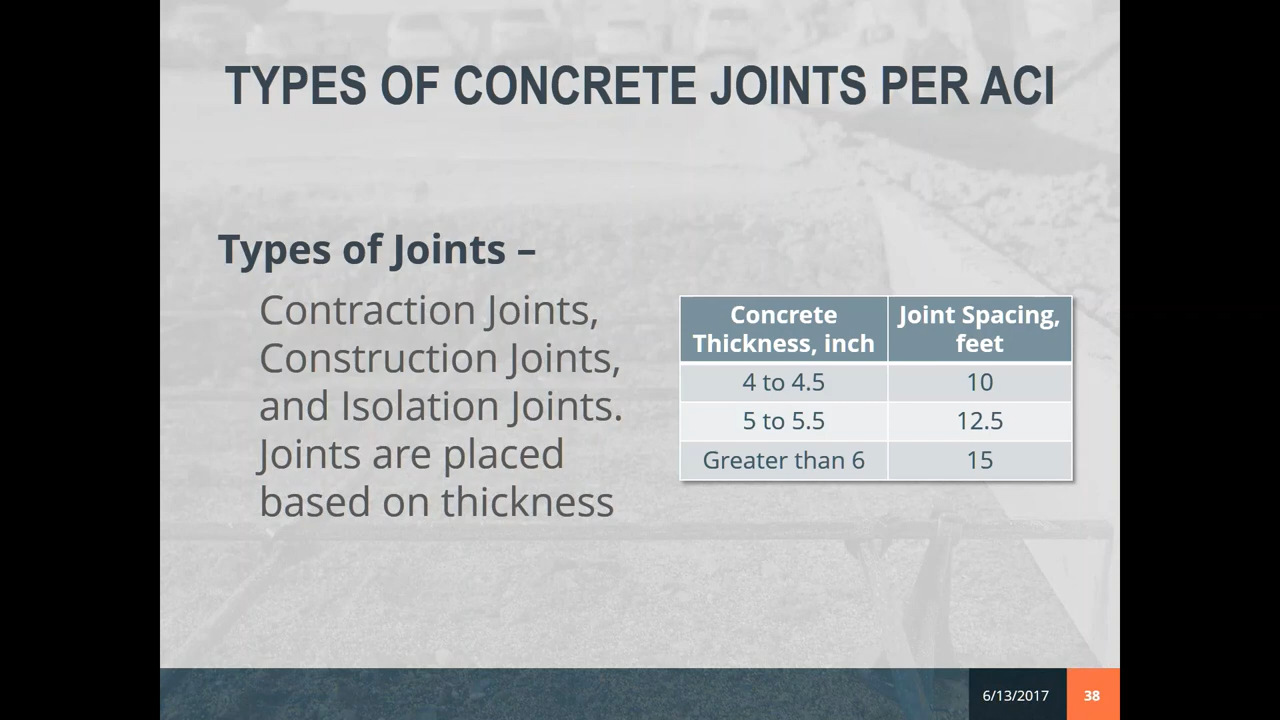 TYPES OF CONCRETE JOINTS PER ACI
Types of Joints –
Contraction Joints,
Construction Joints,
and Isolation Joints.
Joints are placed
based on thickness
Concrete Thickness, inch | Joint Spacing, feet
4 to 4.5 | 10
5 to 5.5 | 12.5
Greater than 6 | 15
6/13/2017
38